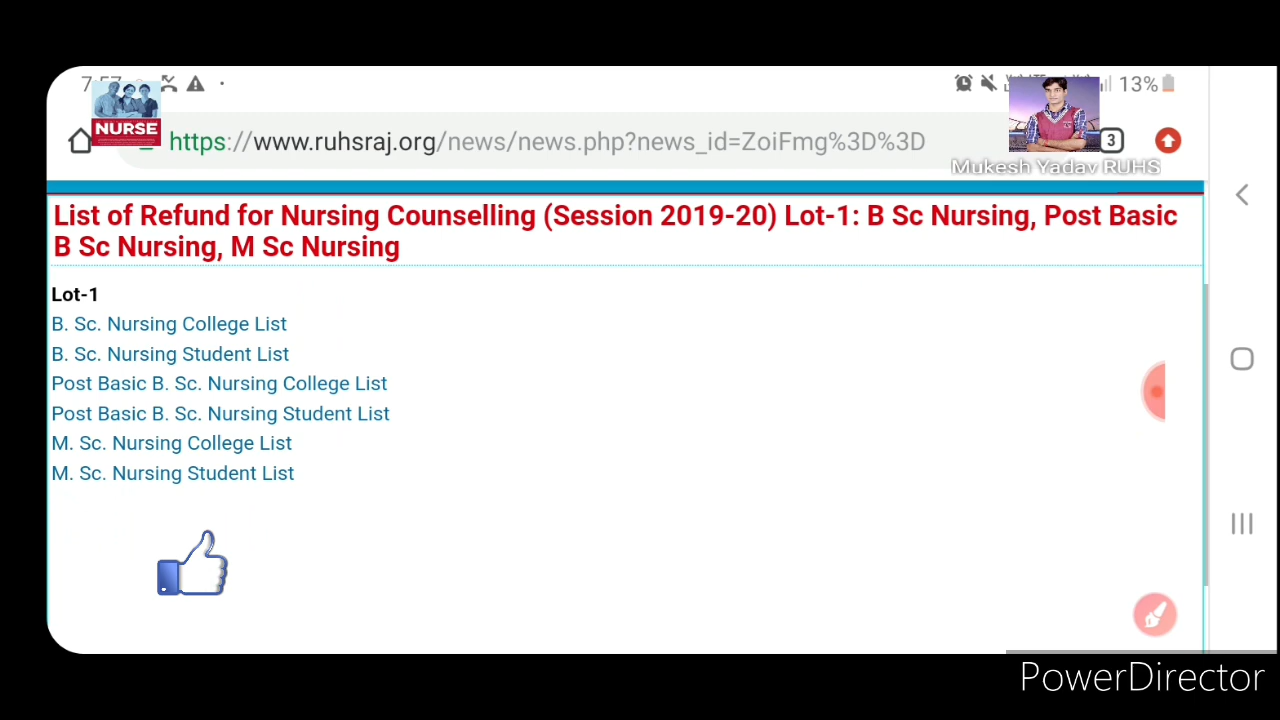 13%
NURSE
https://www.ruhsraj.org/news/news.php?news_id=ZoiFmg%3D%3D
3
Mukesh Yadav RUHS
List of Refund for Nursing Counselling (Session 2019-20) Lot-1: B Sc Nursing, Post Basic
B Sc Nursing, M Sc Nursing
Lot-1
B. Sc. Nursing College List
B. Sc. Nursing Student List
Post Basic B. Sc. Nursing College List
Post Basic B. Sc. Nursing Student List
M. Sc. Nursing College List
M. Sc. Nursing Student List
PowerDirector